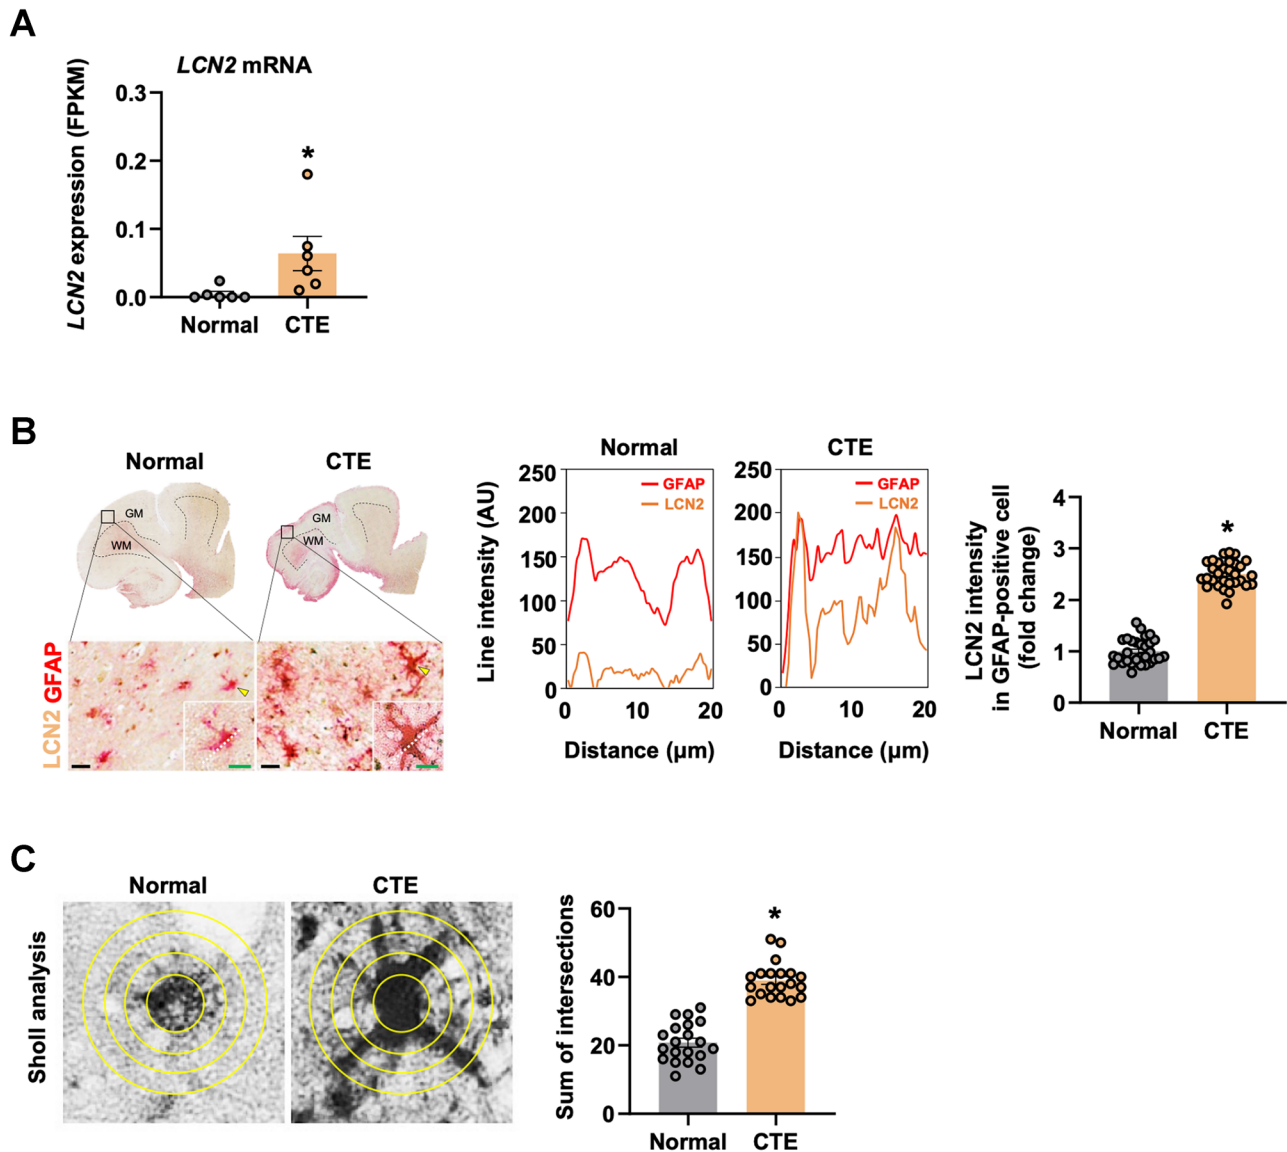 A
LCN2 mRNA
LCN2 expression (FPKM)
0.3
0.2
0.1
0.0
*
Normal
CTE
B
Normal
CTE
GM
WM
GM
WM
LCN2 GFAP
Normal
CTE
Line intensity (AU)
250
200
150
100
50
0
GFAP
LCN2
0
10
20
Distance (µm)
250
200
150
100
50
0
GFAP
LCN2
0
10
20
Distance (µm)
LCN2 intensity
in GFAP-positive cell
(fold change)
4
3
2
1
0
*
Normal
CTE
C
Normal
CTE
Sholl analysis
Sum of intersections
60
40
20
0
*
Normal
CTE